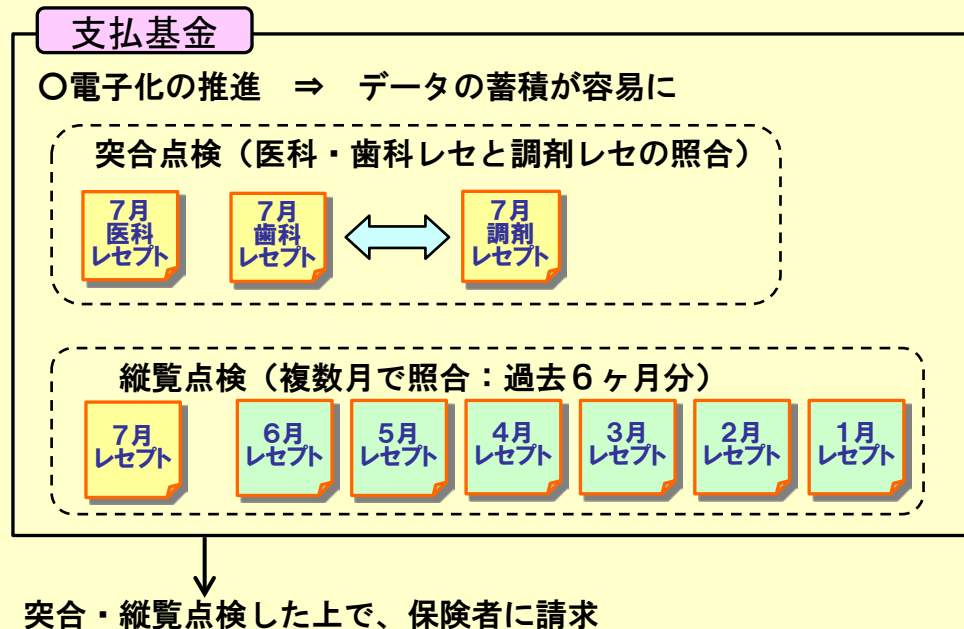 支払基金
○電子化の推進　⇒　データの蓄積が容易に
突合点検（医科・歯科レセと調剤レセの照合）
7月
医科
レセプト
7月
歯科
レセプト
7月
調剤
レセプト
縦覧点検（複数月で照合：過去６ヶ月分）
7月
レセプト
6月
レセプト
5月
レセプト
4月
レセプト
3月
レセプト
2月
レセプト
1月
レセプト
突合・縦覧点検した上で、保険者に請求